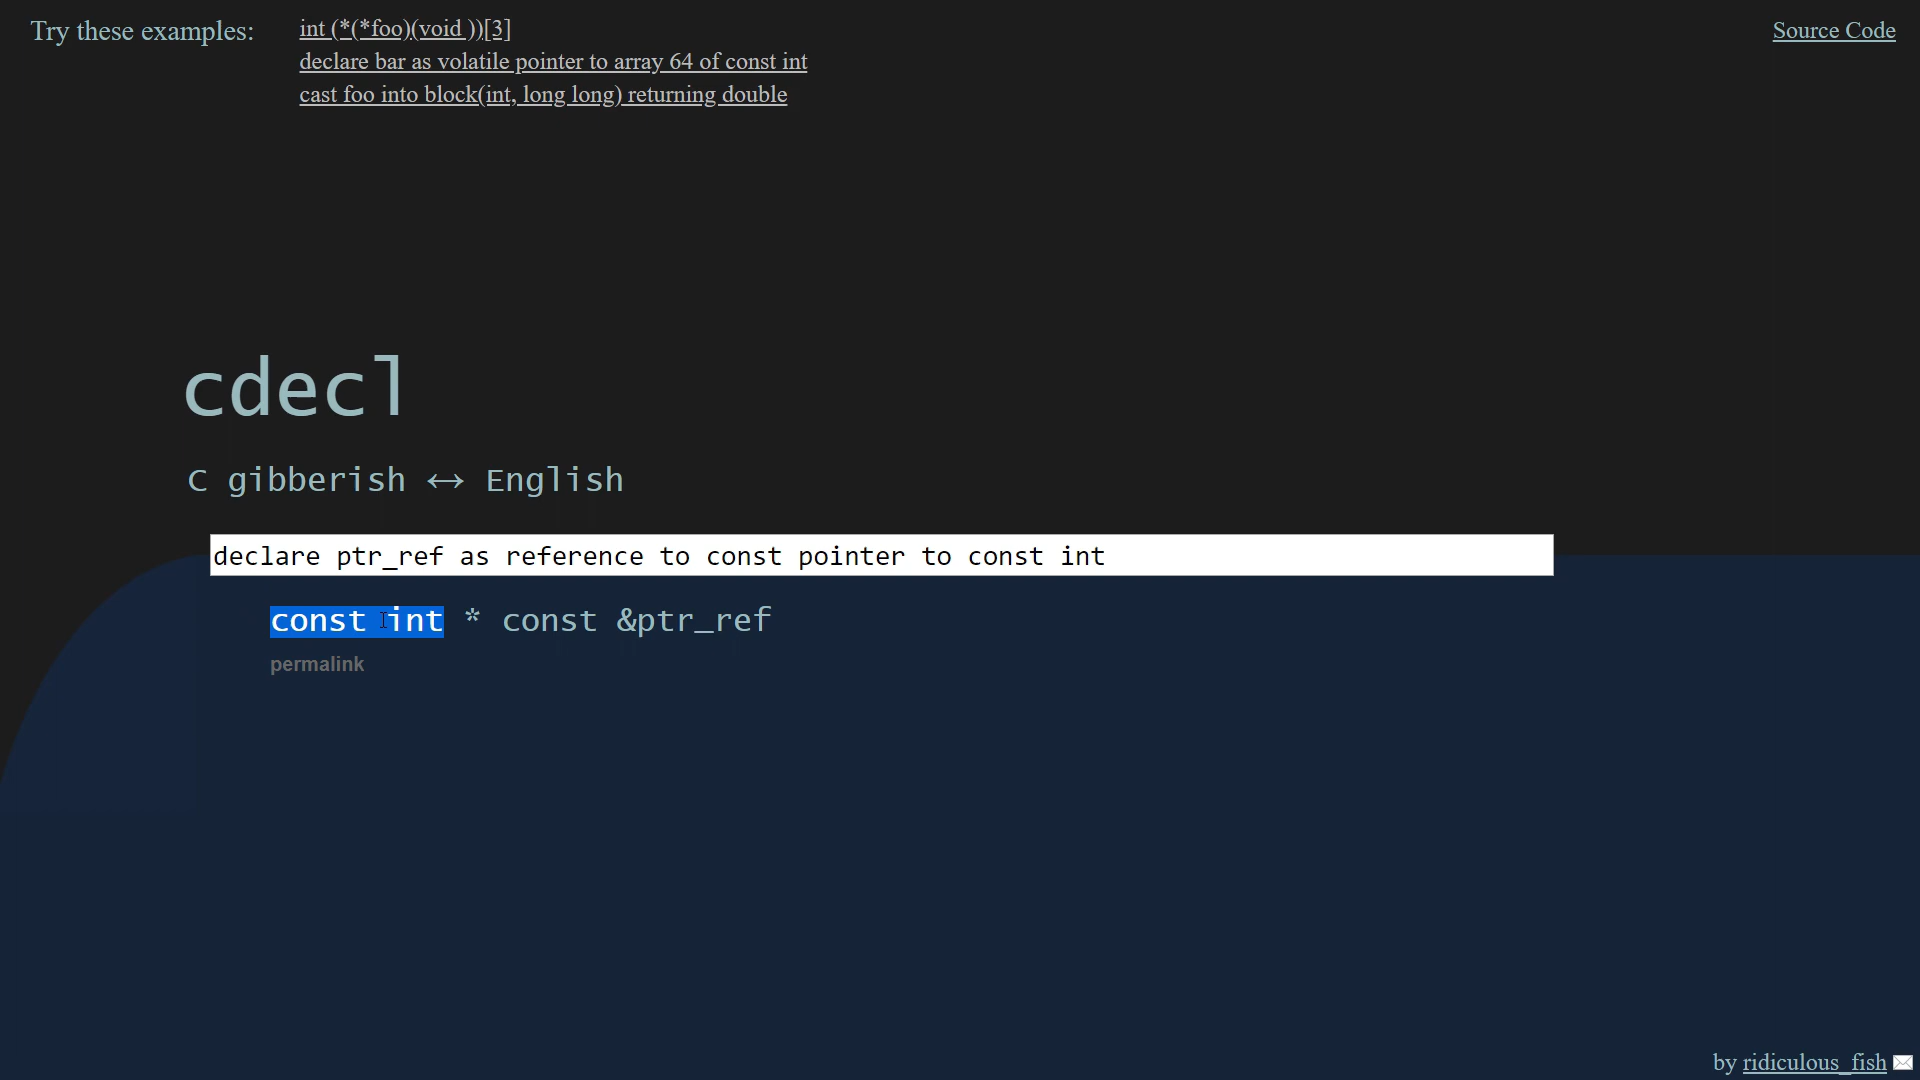 Try these examples:
int (*(*foo)(void ))[3]
declare bar as volatile pointer to array 64 of const int
cast foo into block(int, long long) returning double
Source Code
cdecl
C gibberish ↔ English
declare ptr_ref as reference to const pointer to const int
const int * const &ptr_ref
permalink
by ridiculous_fish